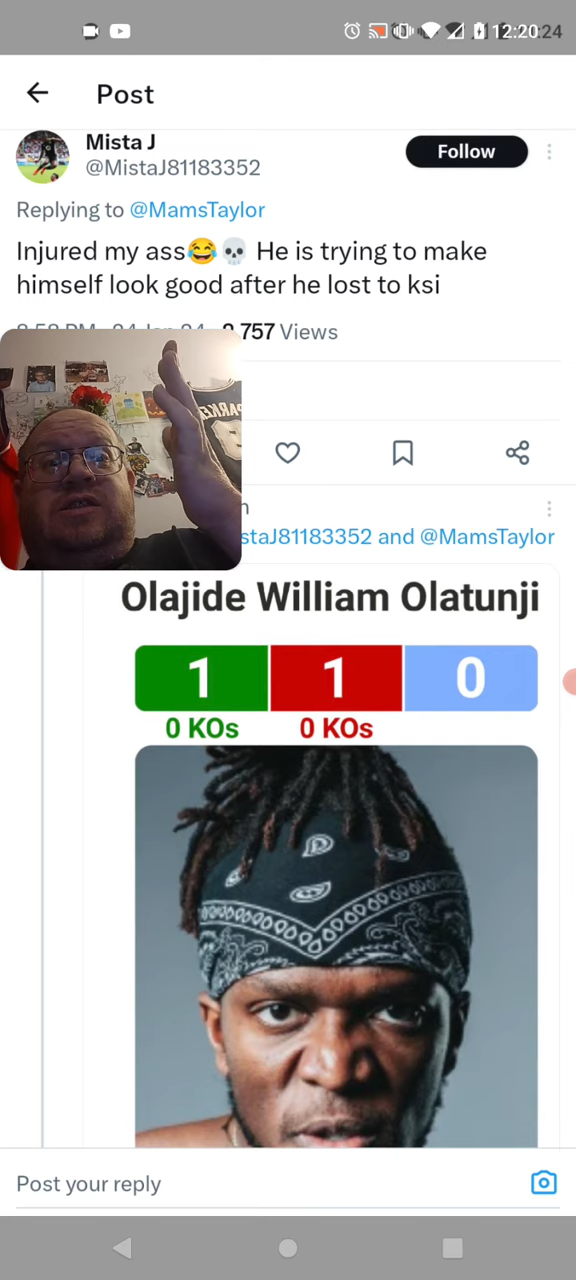 12:20
24
Post
Mista J
@MistaJ81183352
Follow
Replying to @MamsTaylor
Injured my ass😂💀 He is trying to make
himself look good after he lost to ksi
757 Views
staJ81183352 and @MamsTaylor
Olajide William Olatunji
1 1 0
0 KOs 0 KOs
Post your reply